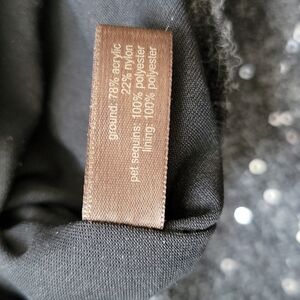 ground: 78% acrylic
22% nylon
pet sequins: 100% polyester
lining: 100% polyester